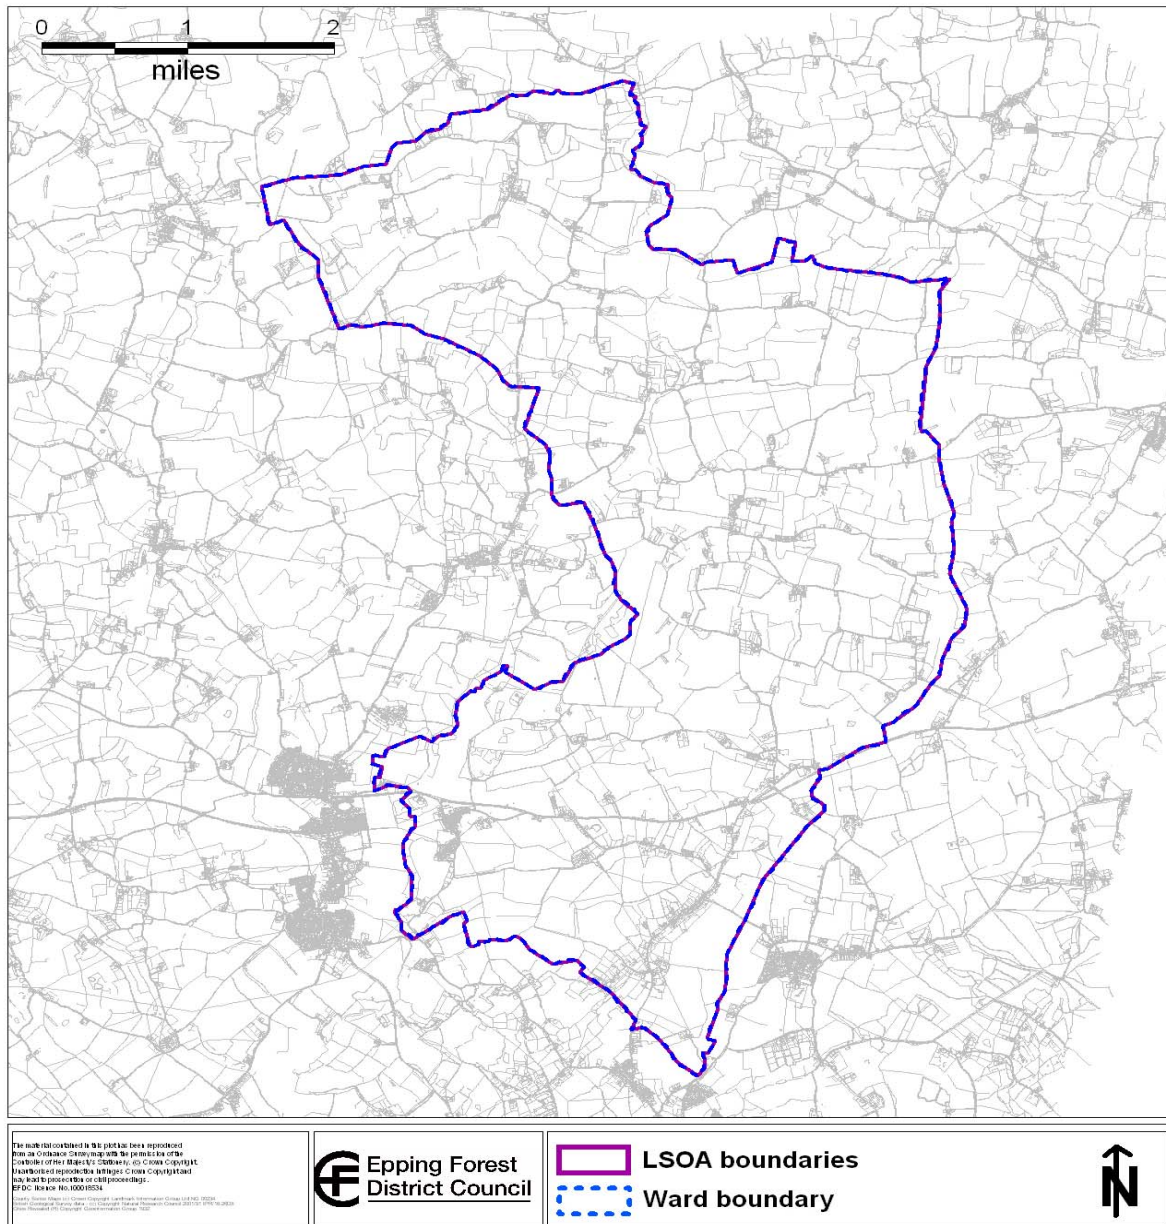 0 1 2
miles
The material contained in this plot has been reproduced
from an Ordnance Survey map with the permission of the
Controller of Her Majesty's Stationery, (c) Crown Copyright.
Unauthorised reproduction infringes Crown Copyright and
may lead to prosecution or civil proceedings.
EFDC licence No.100018534
Epping Forest
District Council
LSOA boundaries
Ward boundary
N